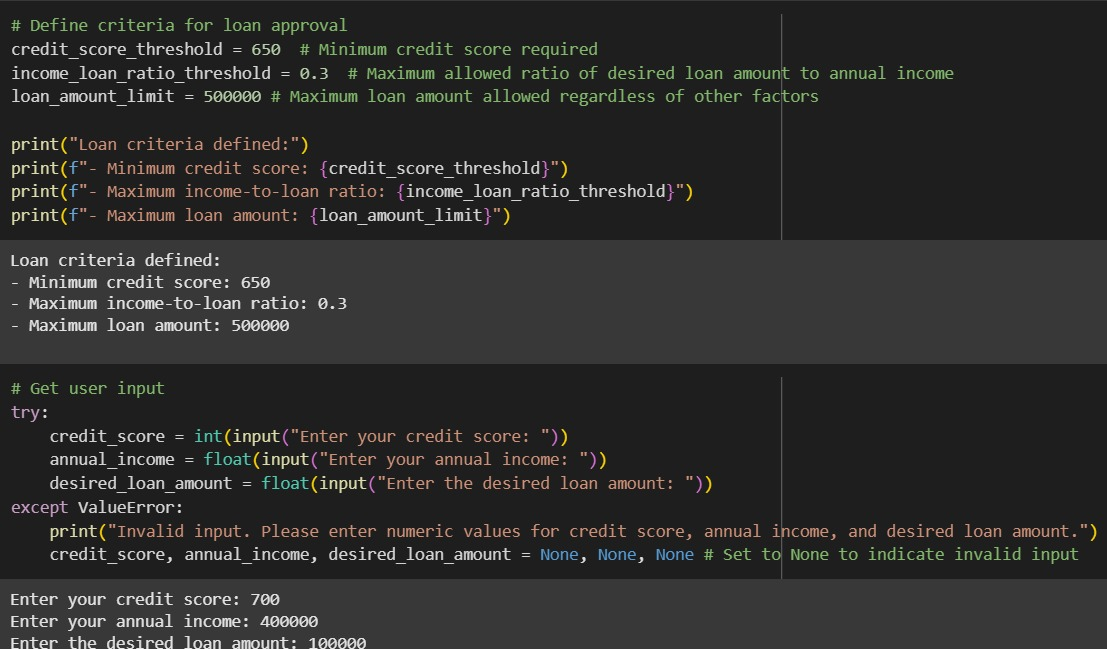 # Define criteria for loan approval
credit_score_threshold = 650  # Minimum credit score required
income_loan_ratio_threshold = 0.3  # Maximum allowed ratio of desired loan amount to annual income
loan_amount_limit = 500000 # Maximum loan amount allowed regardless of other factors
print("Loan criteria defined:")
print(f"- Minimum credit score: {credit_score_threshold}")
print(f"- Maximum income-to-loan ratio: {income_loan_ratio_threshold}")
print(f"- Maximum loan amount: {loan_amount_limit}")
Loan criteria defined:
- Minimum credit score: 650
- Maximum income-to-loan ratio: 0.3
- Maximum loan amount: 500000
# Get user input
try:
    credit_score = int(input("Enter your credit score: "))
    annual_income = float(input("Enter your annual income: "))
    desired_loan_amount = float(input("Enter the desired loan amount: "))
except ValueError:
    print("Invalid input. Please enter numeric values for credit score, annual income, and desired loan amount.")
    credit_score, annual_income, desired_loan_amount = None, None, None # Set to None to indicate invalid input
Enter your credit score: 700
Enter your annual income: 400000
Enter the desired loan amount: 100000